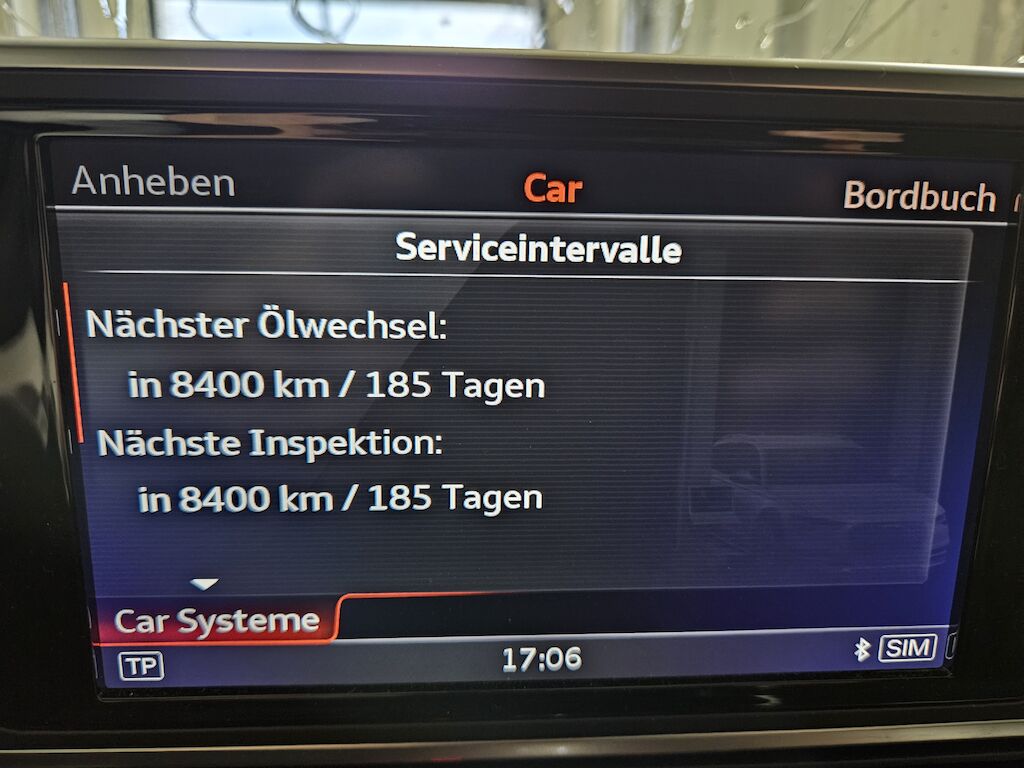 Anheben Car Bordbuch
Serviceintervalle
Nächster Ölwechsel:
in 8400 km / 185 Tagen
Nächste Inspektion:
in 8400 km / 185 Tagen
Car Systeme
TP 17:06 SIM